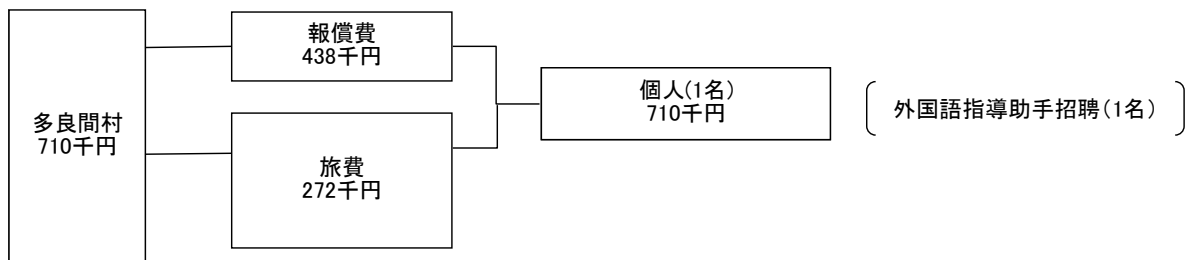 多良間村
710千円
報償費
438千円
旅費
272千円
個人(1名)
710千円
外国語指導助手招聘(1名)